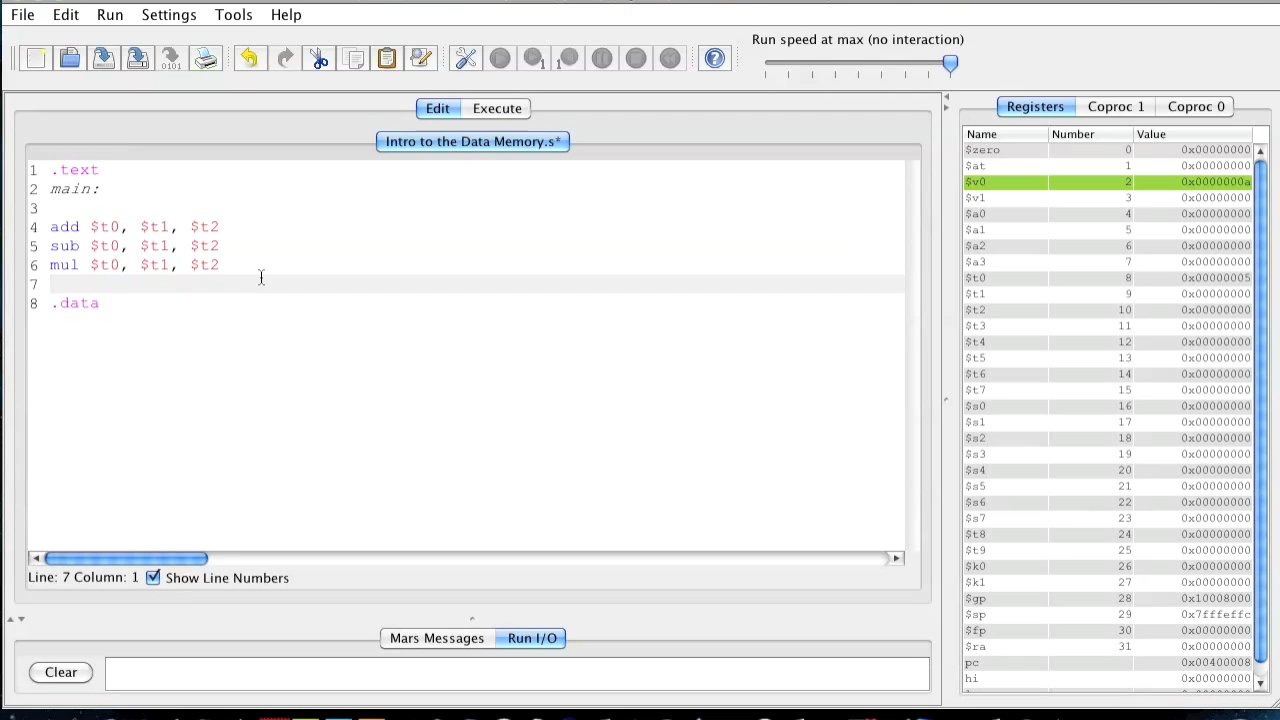 File Edit Run Settings Tools Help
Run speed at max (no interaction)
Edit Execute
Intro to the Data Memory.s*
1 .text
2 main:
3
4 add $t0, $t1, $t2
5 sub $t0, $t1, $t2
6 mul $t0, $t1, $t2
7
8 .data
Line: 7 Column: 1 Show Line Numbers
Mars Messages Run I/O
Clear
Registers Coproc 1 Coproc 0
Name Number Value
$zero 0 0x00000000
$at 1 0x00000000
$v0 2 0x0000000a
$v1 3 0x00000000
$a0 4 0x00000000
$a1 5 0x00000000
$a2 6 0x00000000
$a3 7 0x00000000
$t0 8 0x00000005
$t1 9 0x00000000
$t2 10 0x00000000
$t3 11 0x00000000
$t4 12 0x00000000
$t5 13 0x00000000
$t6 14 0x00000000
$t7 15 0x00000000
$s0 16 0x00000000
$s1 17 0x00000000
$s2 18 0x00000000
$s3 19 0x00000000
$s4 20 0x00000000
$s5 21 0x00000000
$s6 22 0x00000000
$s7 23 0x00000000
$t8 24 0x00000000
$t9 25 0x00000000
$k0 26 0x00000000
$k1 27 0x00000000
$gp 28 0x10008000
$sp 29 0x7fffeffc
$fp 30 0x00000000
$ra 31 0x00000000
pc 0x00400008
hi 0x00000000